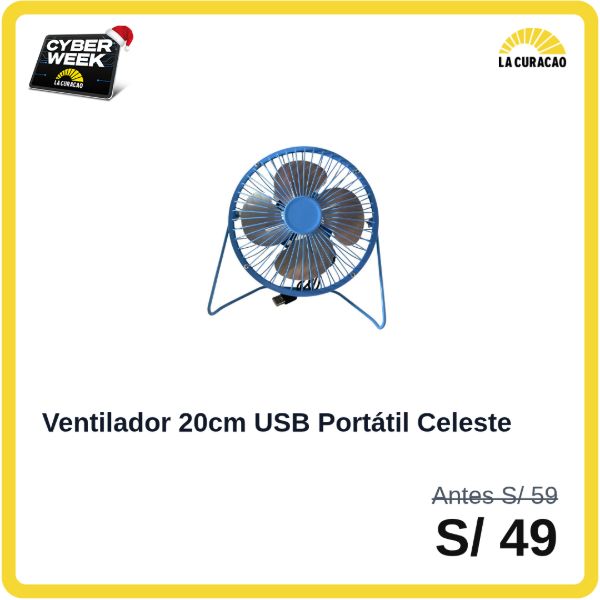 CYBER
WEEK
LA CURACAO
LA CURACAO
Ventilador 20cm USB Portátil Celeste
Antes S/ 59
S/ 49